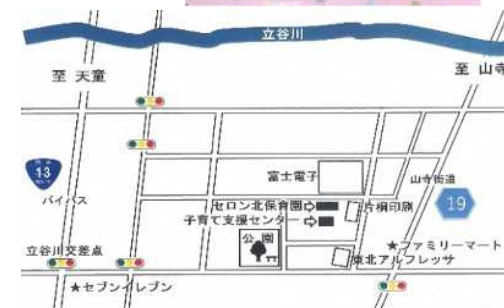 立谷川
至 天童
至 山寺
富士電子
国道
13
バイパス
山寺街道
19
セロン北保育園
片桐印刷
子育て支援センター
公園
立谷川交差点
★ファミリーマート
東北アルフレッサ
★セブンイレブン